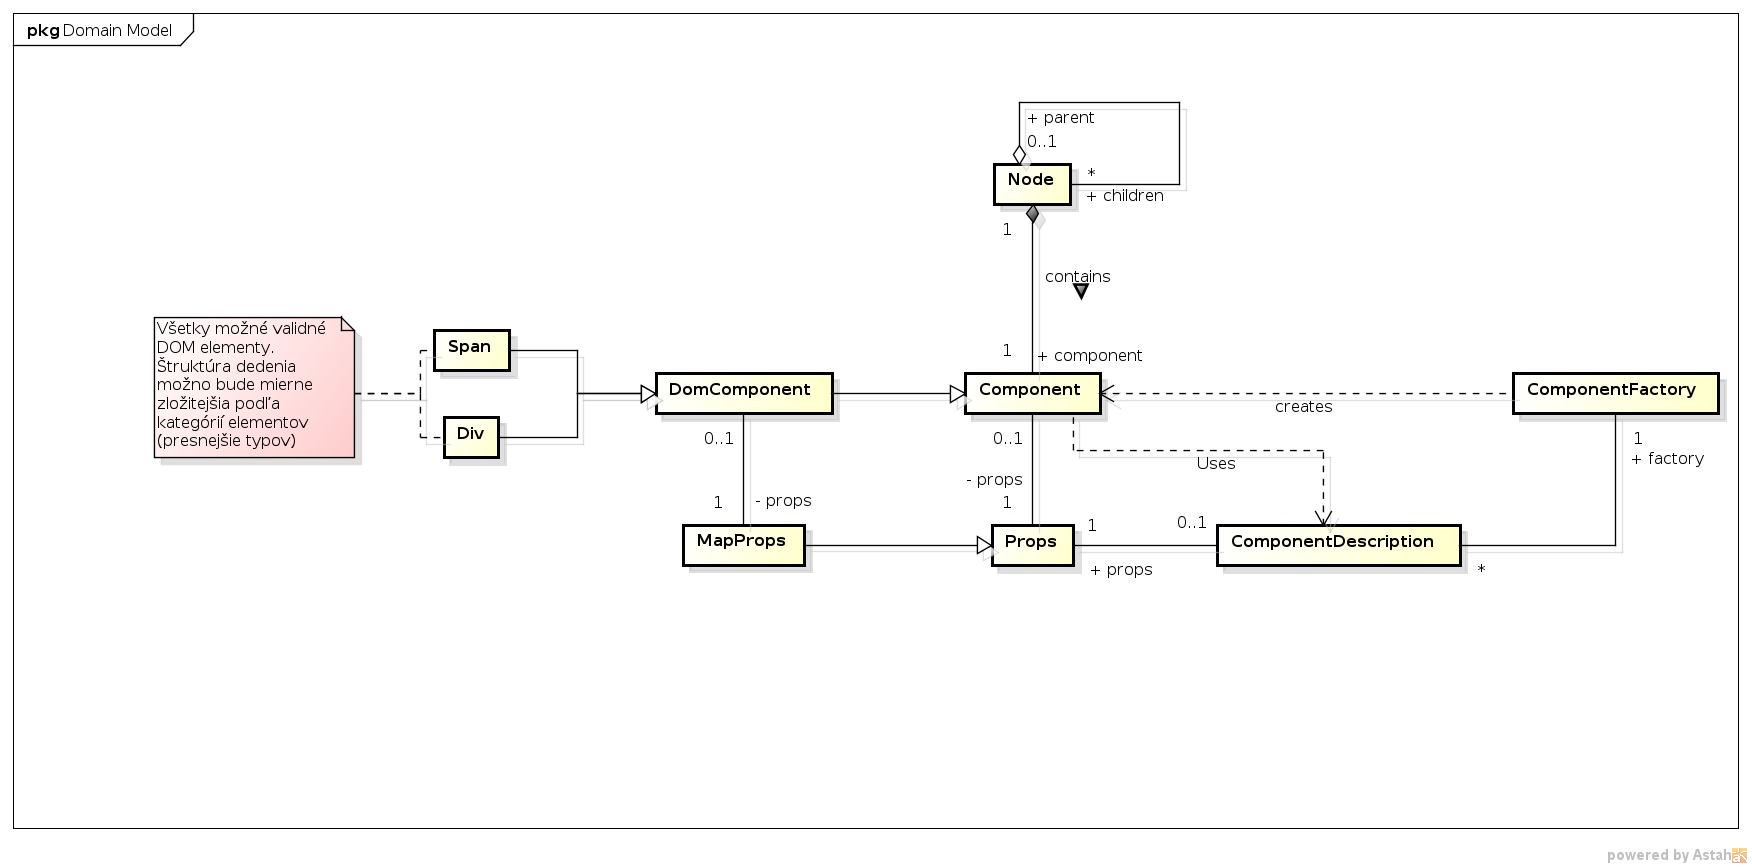 pkg Domain Model
+ parent
0..1
Node
*
+ children
1
contains
1
+ component
Všetky možné validné
DOM elementy.
Štruktúra dedenia
možno bude mierne
zložitejšia podľa
kategórií elementov
(presnejšie typov)
Span
Div
DomComponent
Component
creates
ComponentFactory
0..1
0..1
1
+ factory
Uses
- props
1
- props
1
1
0..1
MapProps
Props
ComponentDescription
+ props
*
powered by Astah